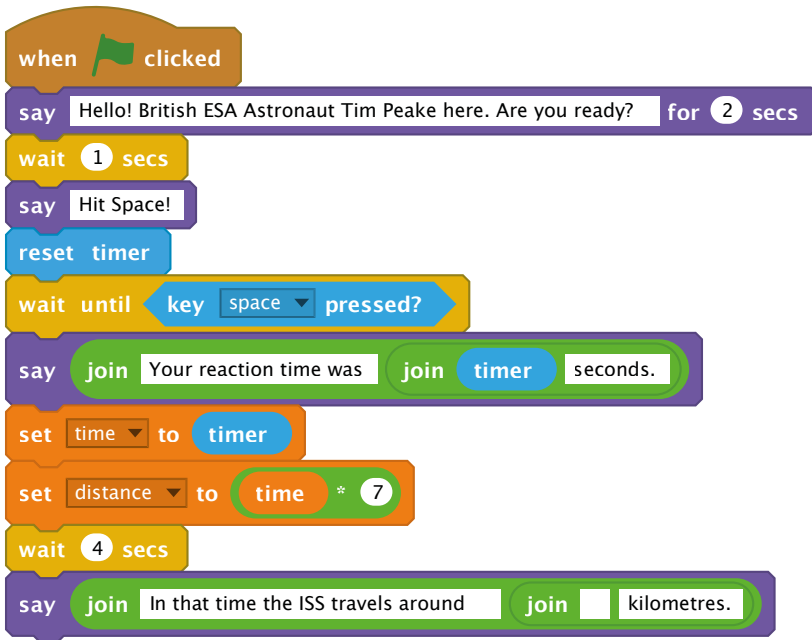 when clicked
say Hello! British ESA Astronaut Tim Peake here. Are you ready? for 2 secs
wait 1 secs
say Hit Space!
reset timer
wait until key space pressed?
say join Your reaction time was join timer seconds.
set time to timer
set distance to time * 7
wait 4 secs
say join In that time the ISS travels around join kilometres.